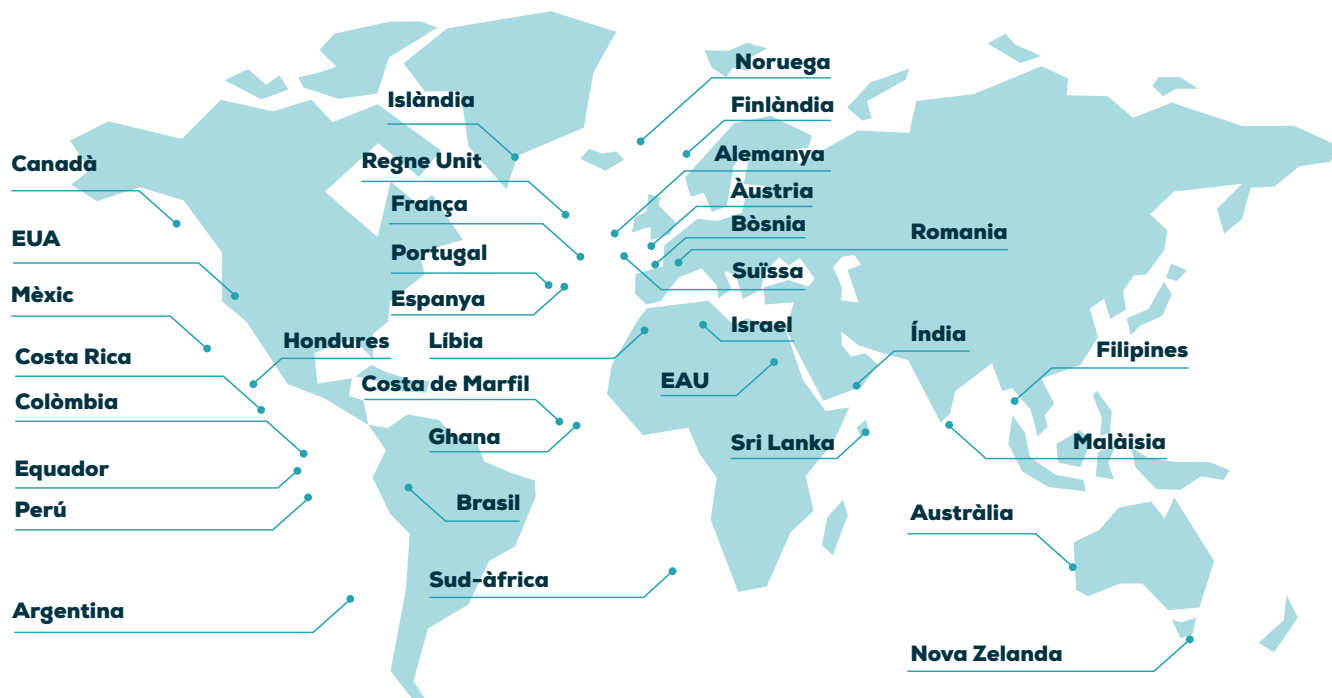 Noruega
Islàndia
Finlàndia
Canadà
Regne Unit
Alemanya
França
Àustria
EUA
Portugal
Bòsnia
Romania
Mèxic
Espanya
Suïssa
Hondures
Líbia
Israel
Índia
Filipines
Costa Rica
Costa de Marfil
EAU
Colòmbia
Ghana
Sri Lanka
Malàisia
Equador
Perú
Brasil
Austràlia
Sud-àfrica
Argentina
Nova Zelanda